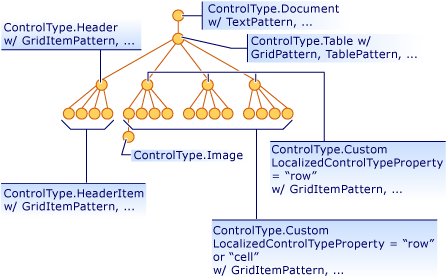 ControlType.Document
w/ TextPattern, ...
ControlType.Header
w/ GridItemPattern, ...
ControlType.Table w/
GridPattern, TablePattern, ...
ControlType.Image
ControlType.Custom
LocalizedControlTypeProperty
= “row”
w/ GridItemPattern, ...
ControlType.HeaderItem
w/ GridItemPattern, ...
ControlType.Custom
LocalizedControlTypeProperty = “row”
or “cell”
w/ GridItemPattern, ...